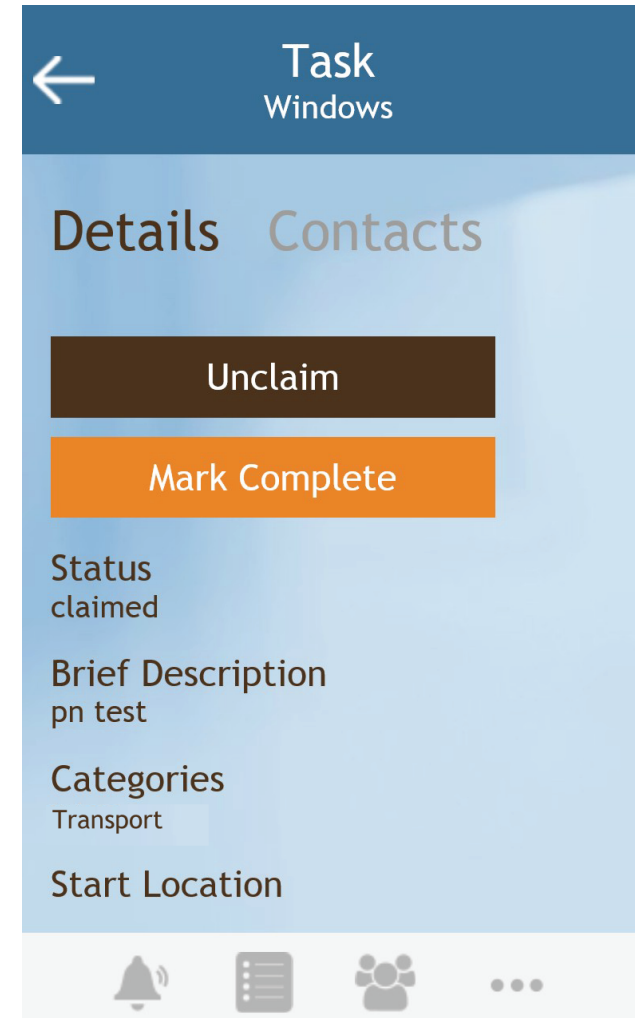 Task
Windows
Details Contacts
Unclaim
Mark Complete
Status
claimed
Brief Description
pn test
Categories
Transport
Start Location